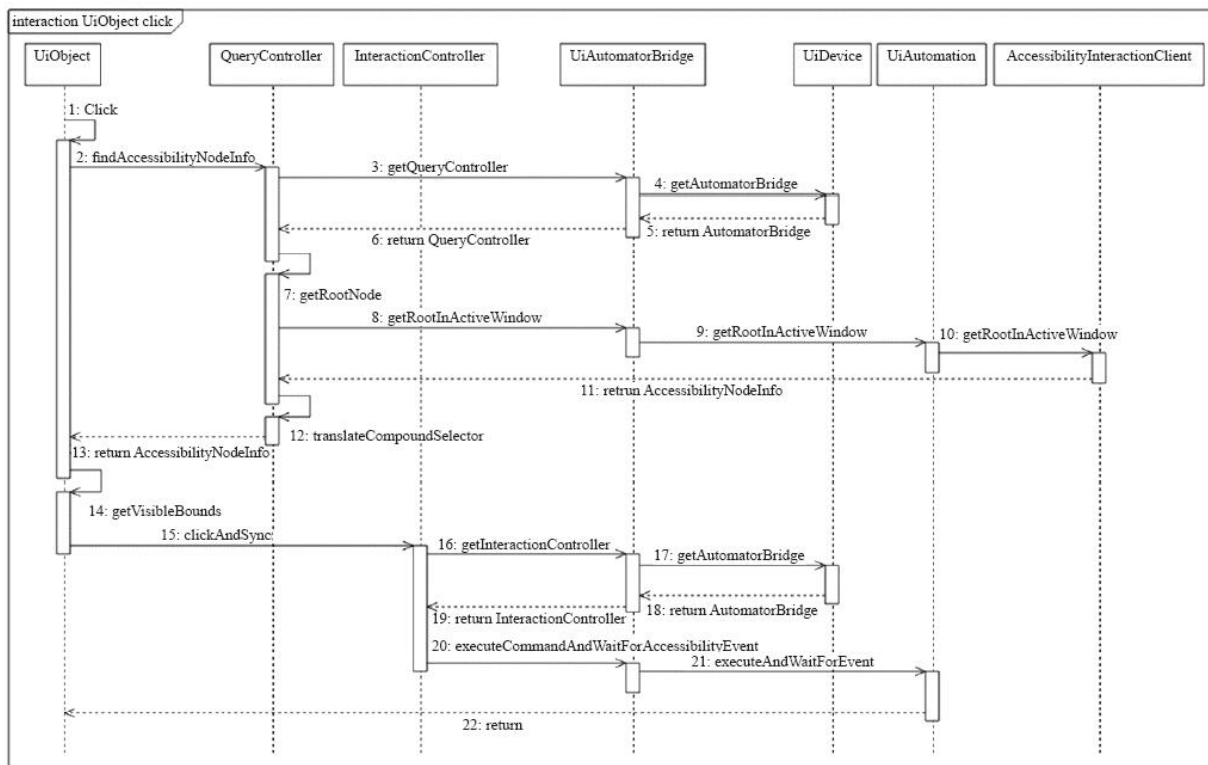 interaction UiObject click
UiObject
QueryController
InteractionController
UiAutomatorBridge
UiDevice
UiAutomation
AccessibilityInteractionClient
1: Click
2: findAccessibilityNodeInfo
3: getQueryController
4: getAutomatorBridge
5: return AutomatorBridge
6: return QueryController
7: getRootNode
8: getRootInActiveWindow
9: getRootInActiveWindow
10: getRootInActiveWindow
11: retrun AccessibilityNodeInfo
12: translateCompoundSelector
13: return AccessibilityNodeInfo
14: getVisibleBounds
15: clickAndSync
16: getInteractionController
17: getAutomatorBridge
18: return AutomatorBridge
19: return InteractionController
20: executeCommandAndWaitForAccessibilityEvent
21: executeAndWaitForEvent
22: return